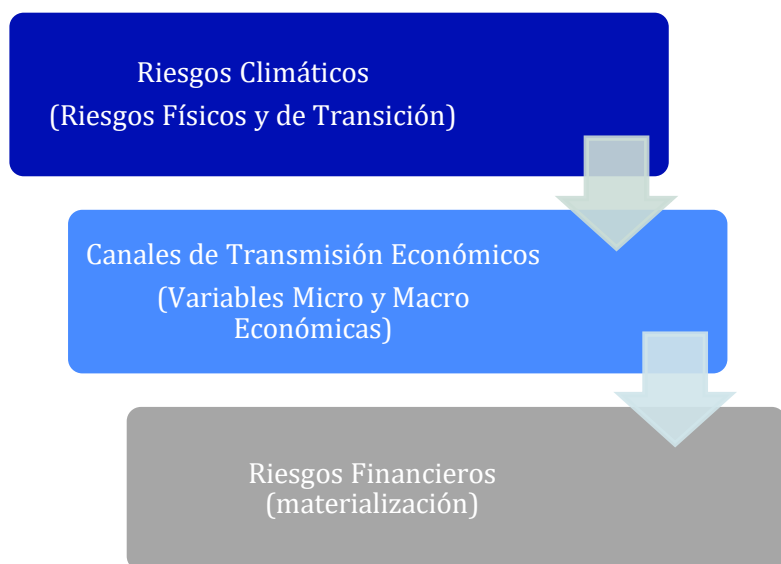 Riesgos Climáticos
(Riesgos Físicos y de Transición)
Canales de Transmisión Económicos
(Variables Micro y Macro
Económicas)
Riesgos Financieros
(materialización)